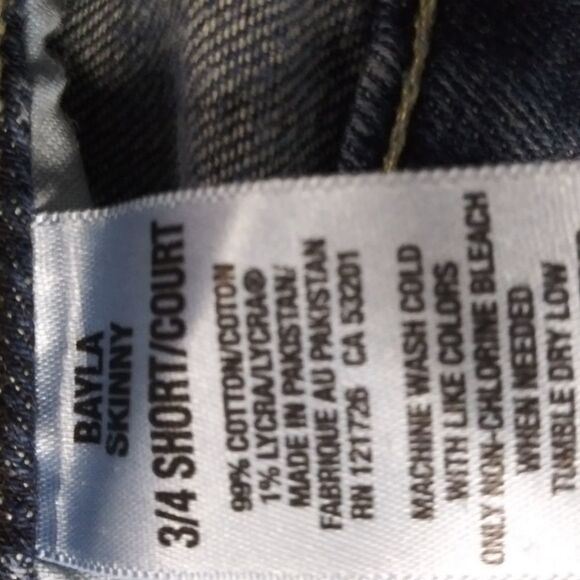 BAYLA
SKINNY
3/4 SHORT/COURT
99% COTTON/COTON
1% LYCRA/LYCRA®
MADE IN PAKISTAN/
FABRIQUE AU PAKISTAN
RN 121726 CA 53201
MACHINE WASH COLD
WITH LIKE COLORS
ONLY NON-CHLORINE BLEACH
WHEN NEEDED
TUMBLE DRY LOW